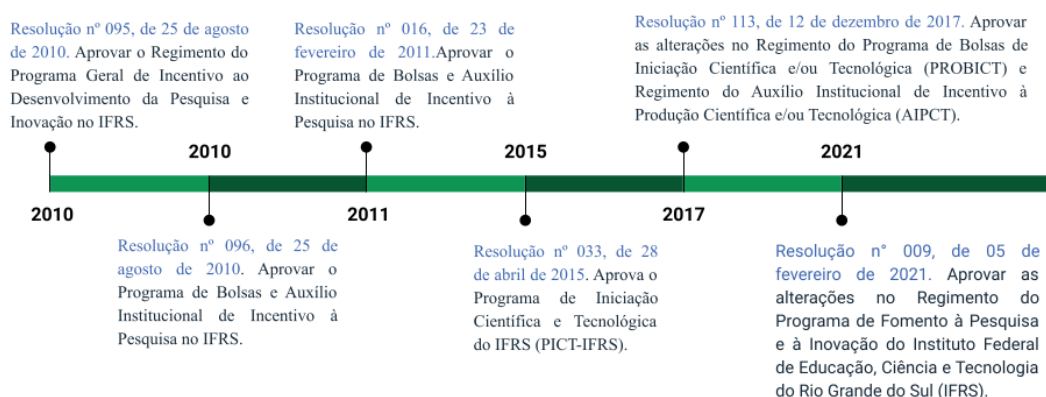 Resolução nº 095, de 25 de agosto
de 2010. Aprovar o Regimento do
Programa Geral de Incentivo ao
Desenvolvimento da Pesquisa e
Inovação no IFRS.
Resolução nº 016, de 23 de
fevereiro de 2011.Aprovar o
Programa de Bolsas e Auxílio
Institucional de Incentivo à
Pesquisa no IFRS.
Resolução nº 113, de 12 de dezembro de 2017. Aprovar
as alterações no Regimento do Programa de Bolsas de
Iniciação Científica e/ou Tecnológica (PROBICT) e
Regimento do Auxílio Institucional de Incentivo à
Produção Científica e/ou Tecnológica (AIPCT).
2010
2015
2021
2010
2011
2017
Resolução nº 096, de 25 de
agosto de 2010. Aprovar o
Programa de Bolsas e Auxílio
Institucional de Incentivo à
Pesquisa no IFRS.
Resolução nº 033, de 28
de abril de 2015. Aprova o
Programa de Iniciação
Científica e Tecnológica
do IFRS (PICT-IFRS).
Resolução n° 009, de 05 de
fevereiro de 2021. Aprovar as
alterações no Regimento do
Programa de Fomento à Pesquisa
e à Inovação do Instituto Federal
de Educação, Ciência e Tecnologia
do Rio Grande do Sul (IFRS).